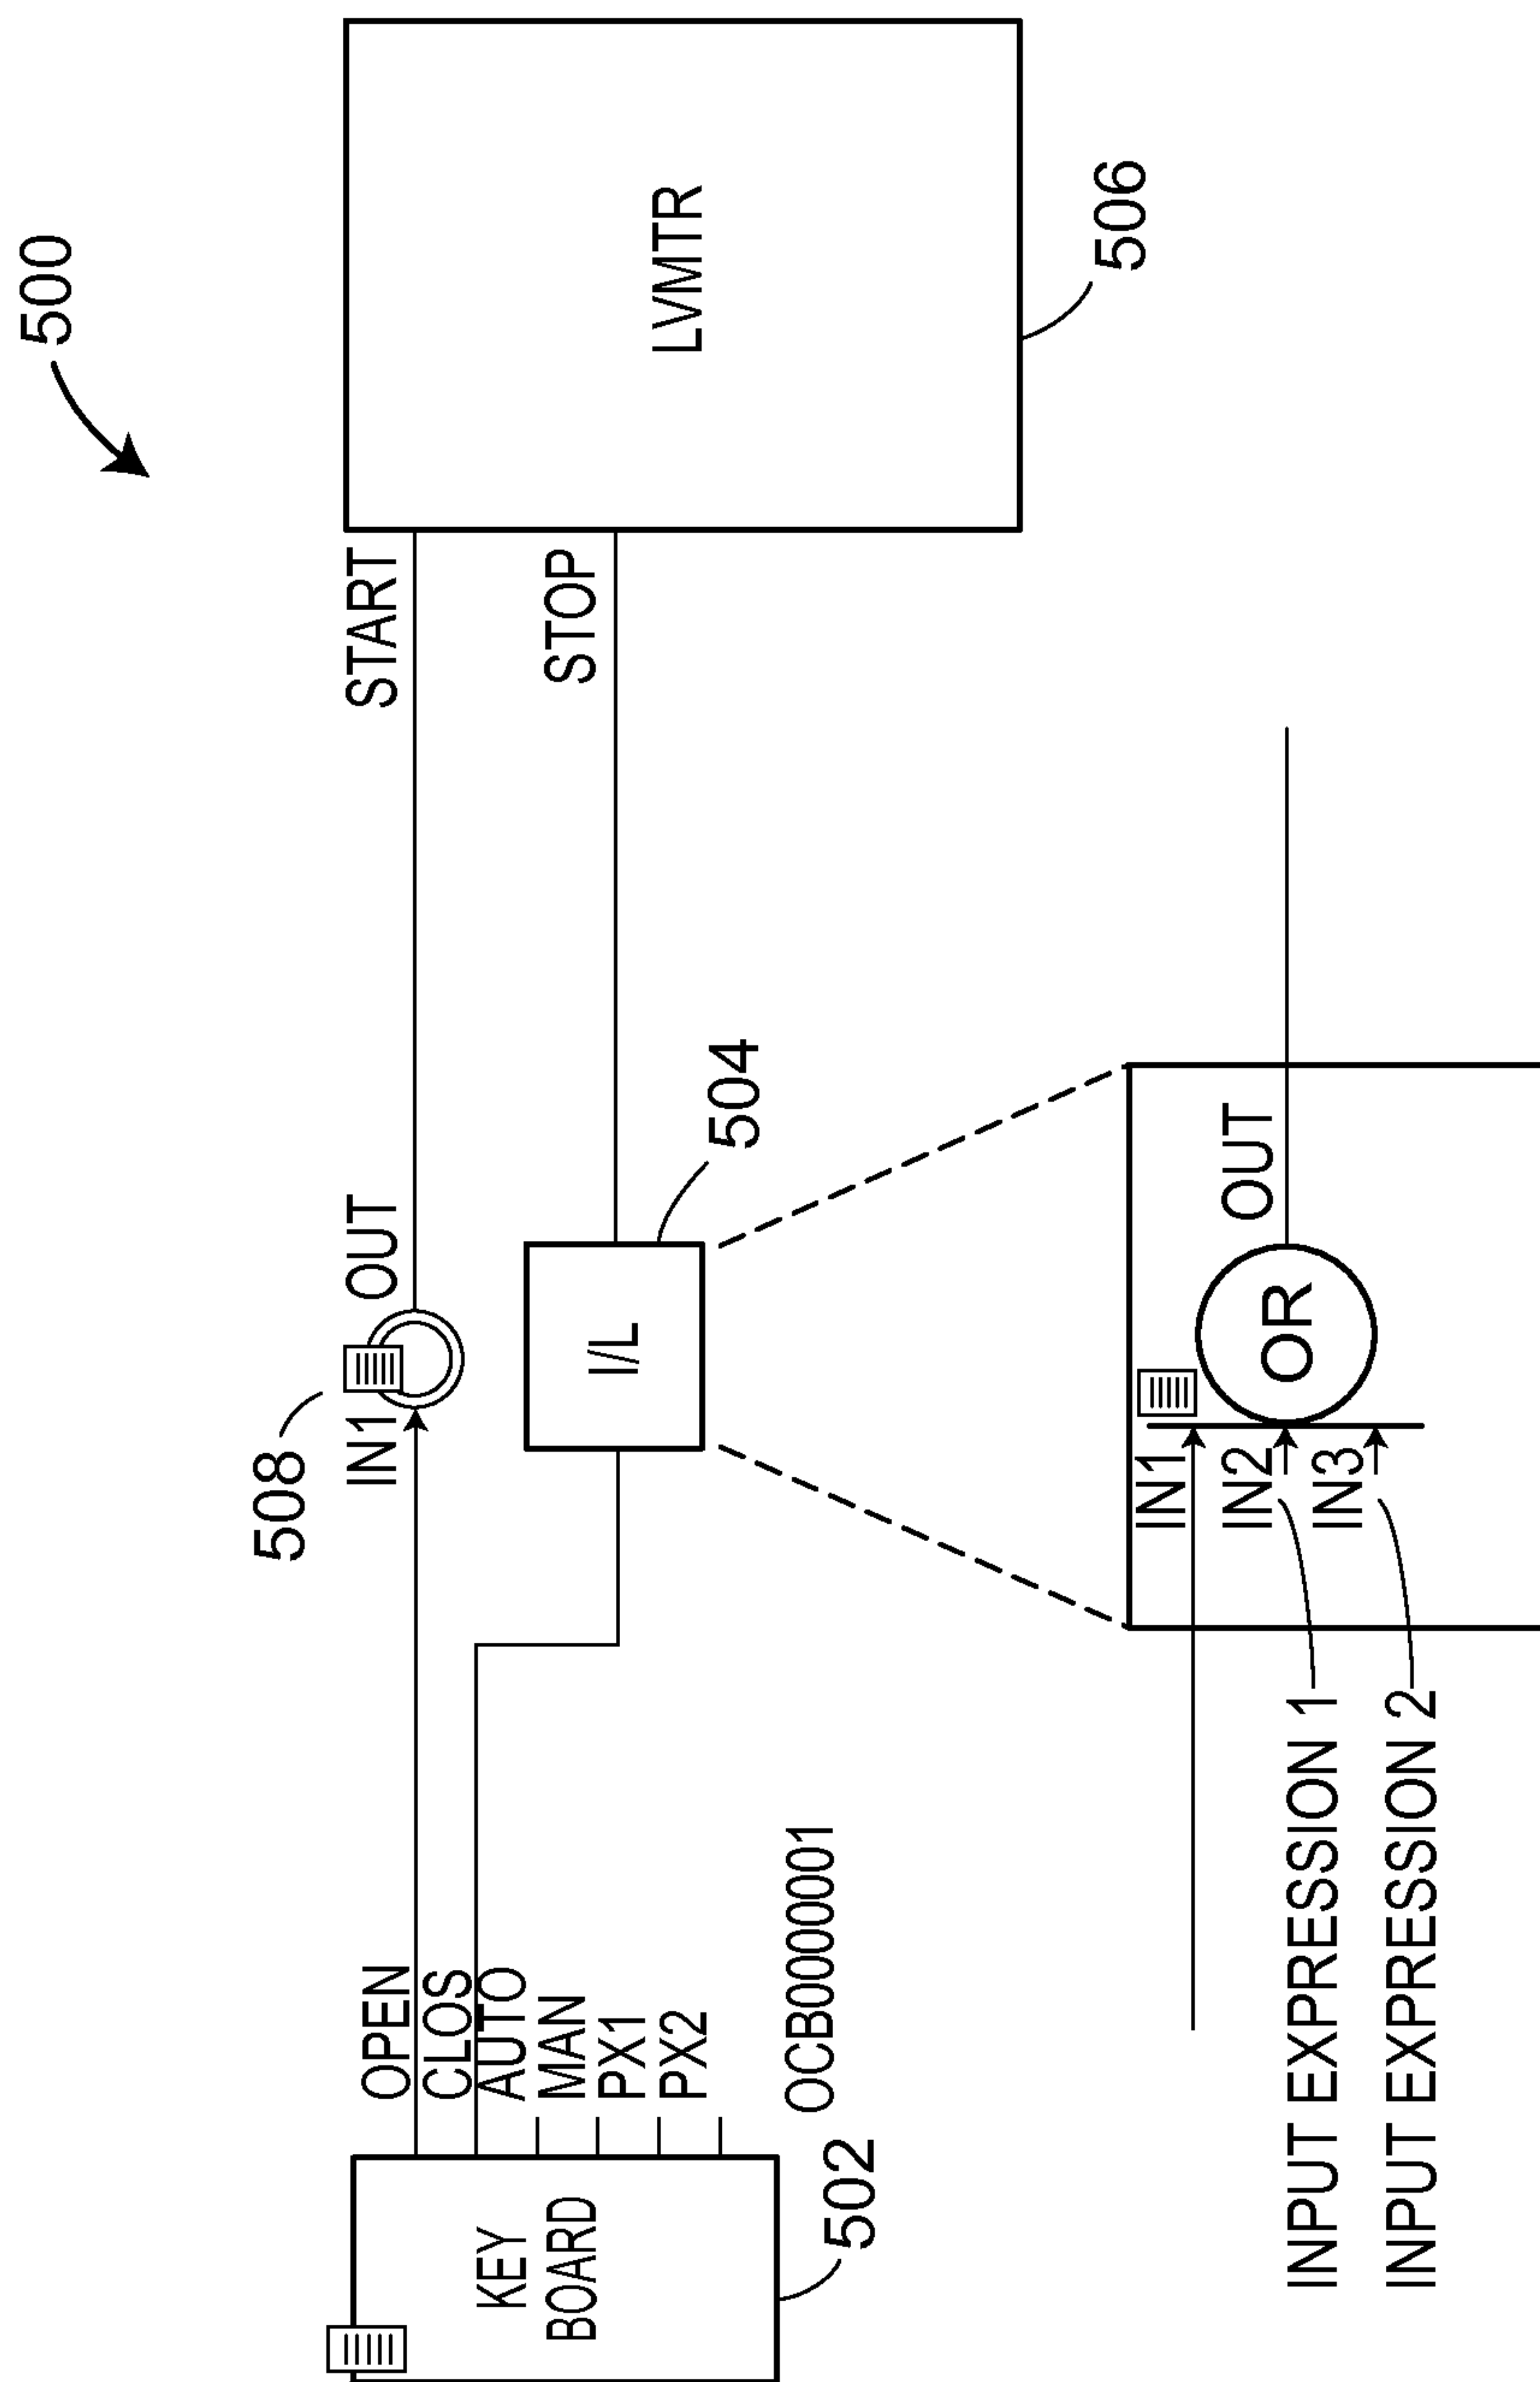 500
508
IN1
OUT
START
STOP
LVMTR
506
I/L
504
OPEN
CLOS
AUTO
MAN
PX1
PX2
KEY
BOARD
OCB0000001
502
IN1
IN2
IN3
OR
OUT
INPUT EXPRESSION 1
INPUT EXPRESSION 2